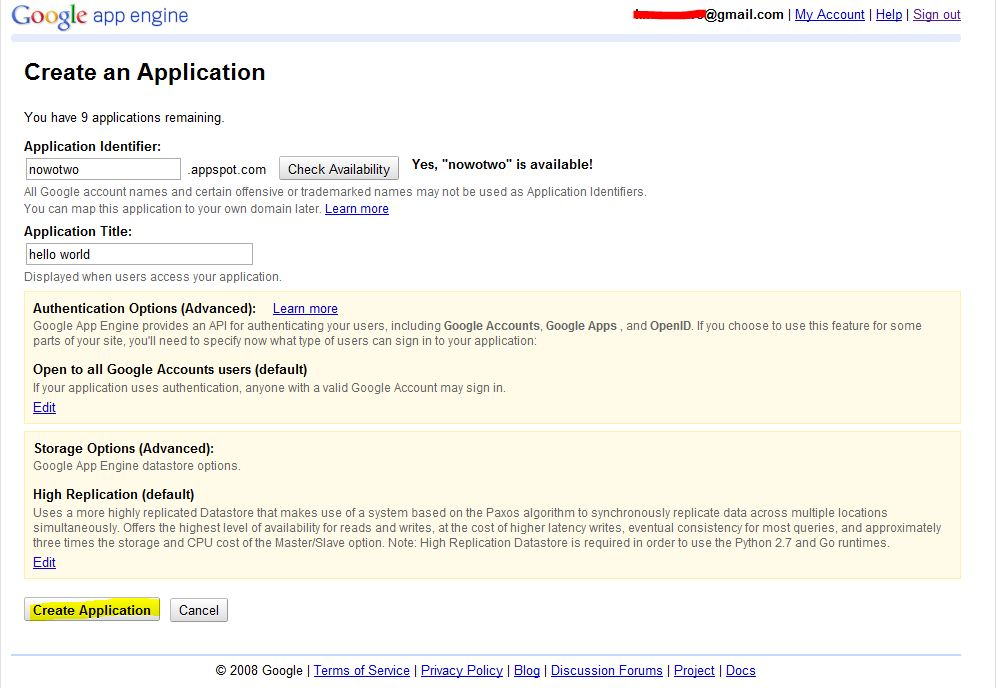 Google app engine
@gmail.com | My Account | Help | Sign out
Create an Application
You have 9 applications remaining.
Application Identifier:
nowotwo .appspot.com Check Availability Yes, "nowotwo" is available!
All Google account names and certain offensive or trademarked names may not be used as Application Identifiers.
You can map this application to your own domain later. Learn more
Application Title:
hello world
Displayed when users access your application.
Authentication Options (Advanced): Learn more
Google App Engine provides an API for authenticating your users, including Google Accounts, Google Apps , and OpenID. If you choose to use this feature for some
parts of your site, you'll need to specify now what type of users can sign in to your application:
Open to all Google Accounts users (default)
If your application uses authentication, anyone with a valid Google Account may sign in.
Edit
Storage Options (Advanced):
Google App Engine datastore options.
High Replication (default)
Uses a more highly replicated Datastore that makes use of a system based on the Paxos algorithm to synchronously replicate data across multiple locations
simultaneously. Offers the highest level of availability for reads and writes, at the cost of higher latency writes, eventual consistency for most queries, and approximately
three times the storage and CPU cost of the Master/Slave option. Note: High Replication Datastore is required in order to use the Python 2.7 and Go runtimes.
Edit
Create Application Cancel
© 2008 Google | Terms of Service | Privacy Policy | Blog | Discussion Forums | Project | Docs